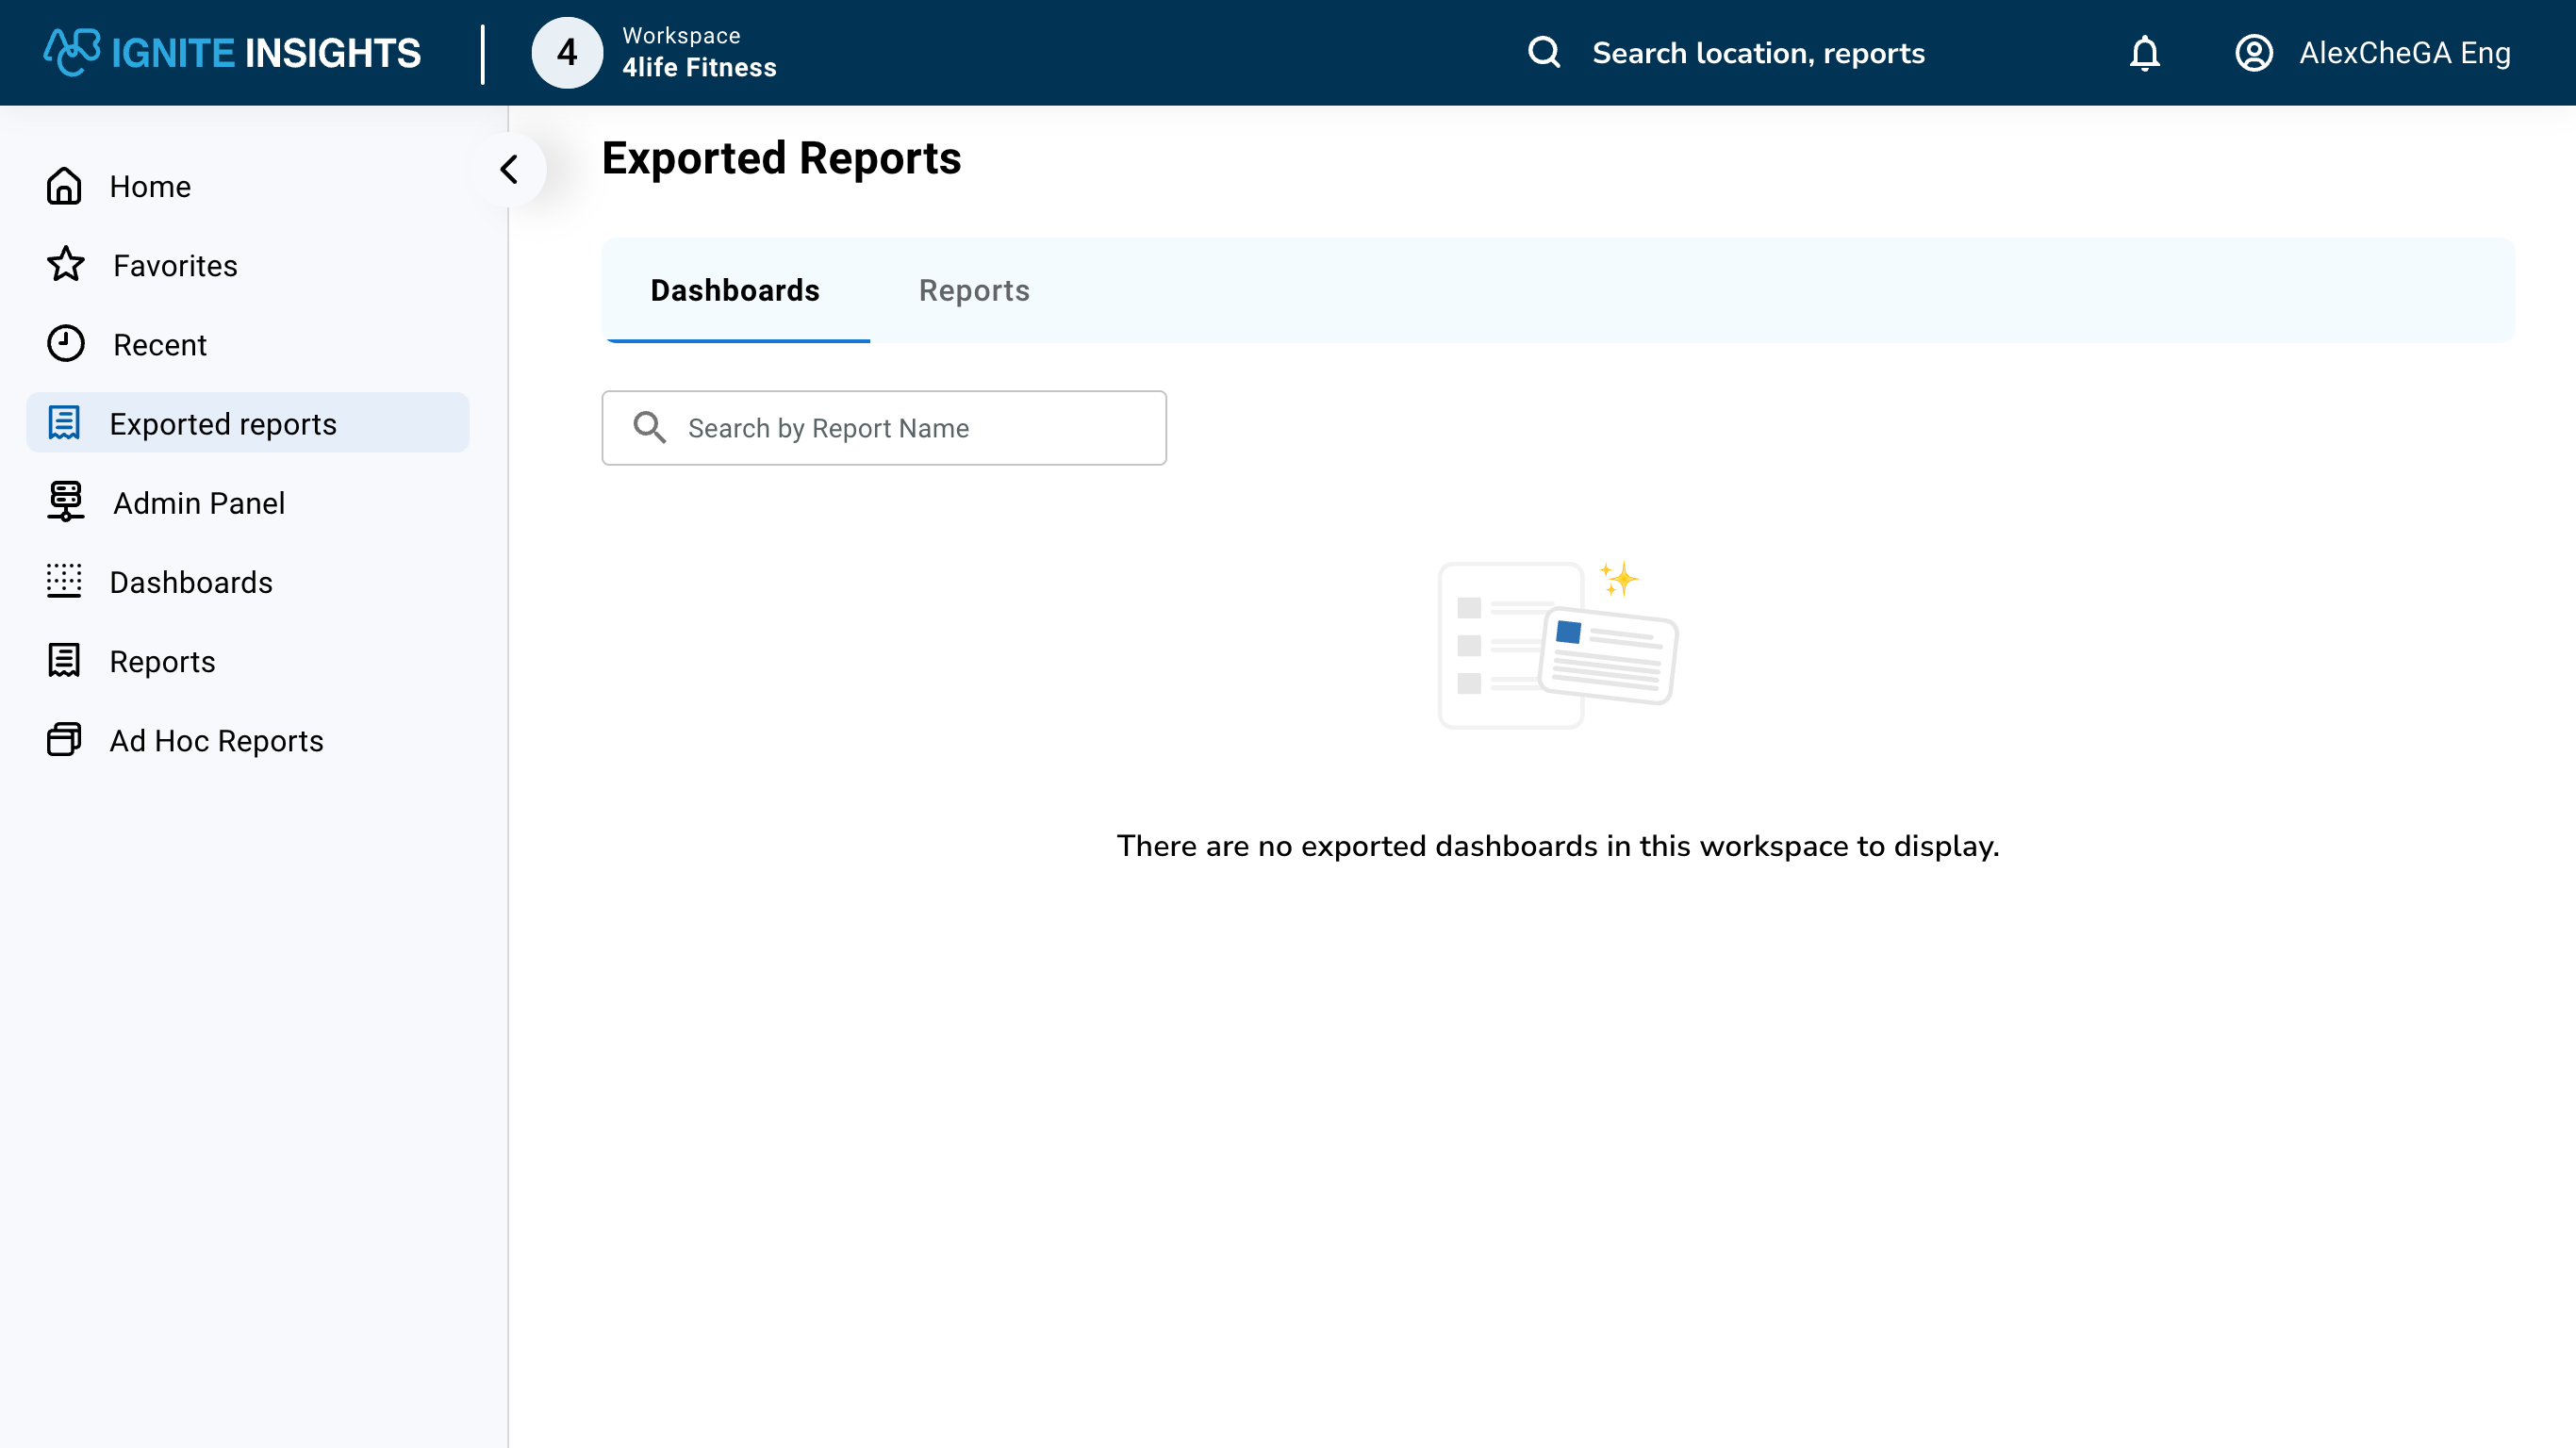 IGNITE INSIGHTS
4
Workspace
4life Fitness
Search location, reports
AlexCheGA Eng
Home
Favorites
Recent
Exported reports
Admin Panel
Dashboards
Reports
Ad Hoc Reports
Exported Reports
Dashboards
Reports
Search by Report Name
There are no exported dashboards in this workspace to display.